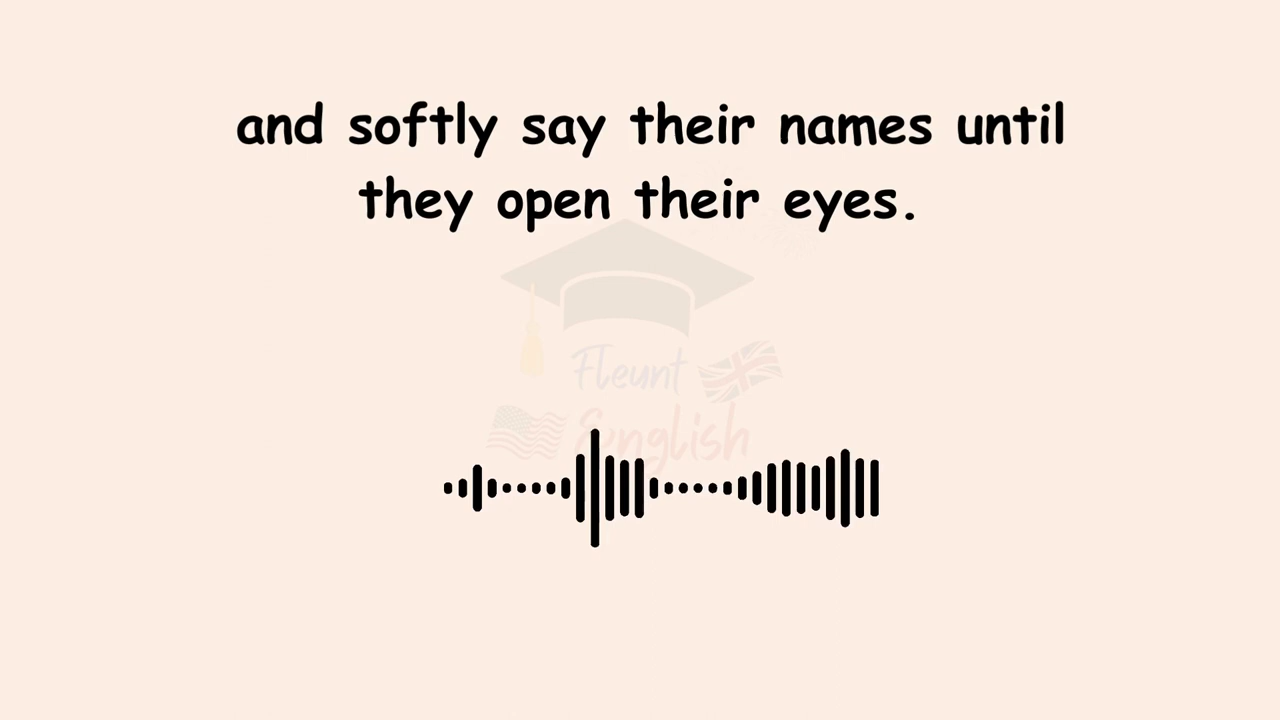 and softly say their names until
they open their eyes.
Fleunt
English